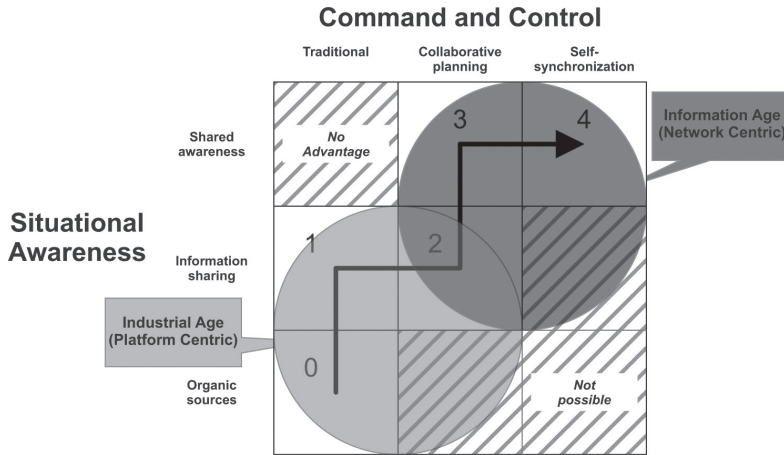 Command and Control
Traditional
Collaborative
planning
Self-
synchronization
Shared
awareness
No
Advantage
3
4
Information Age
(Network Centric)
Situational
Awareness
Information
sharing
1
2
Industrial Age
(Platform Centric)
Organic
sources
0
Not
possible